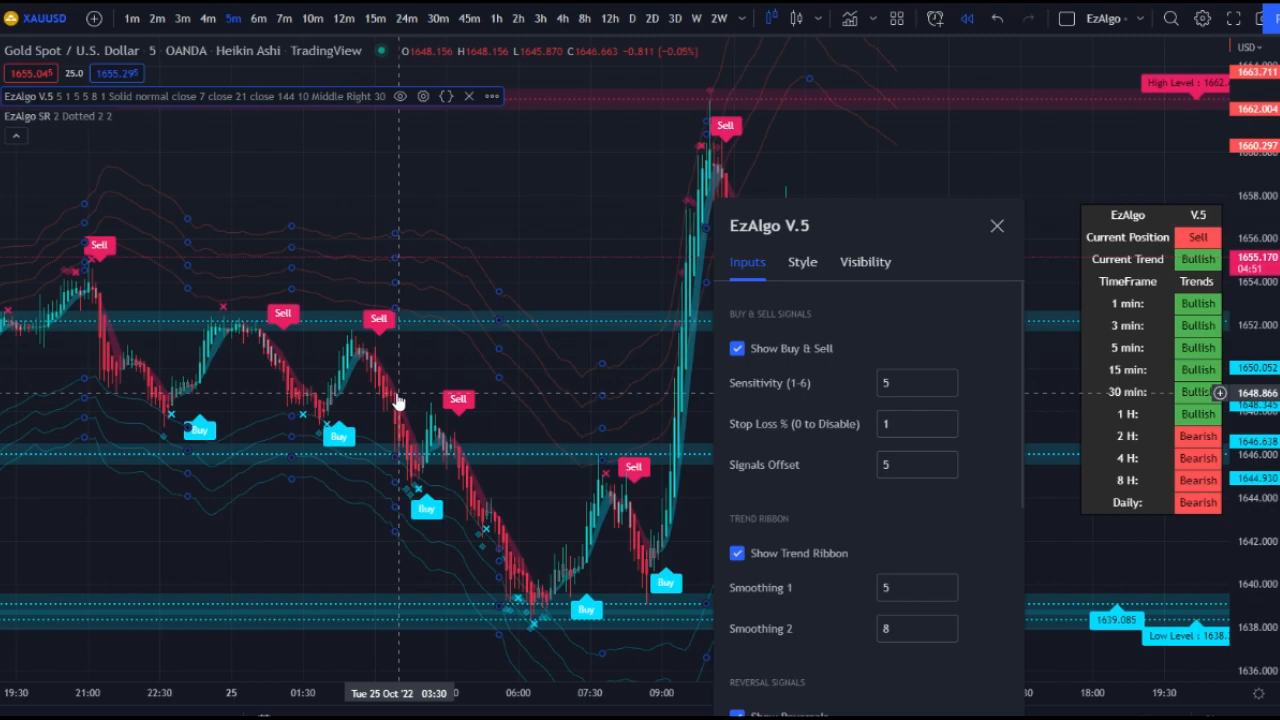 XAUUSD 1m 2m 3m 4m 5m 6m 7m 10m 12m 15m 24m 30m 45m 1h 2h 3h 4h 8h 12h D 2D 3D W 2W EzAlgo
Gold Spot / U.S. Dollar · 5 · OANDA · Heikin Ashi · TradingView O1648.156 H1648.156 L1645.870 C1646.663 -0.811 (-0.05%) USD
1655.045 25.0 1655.295
EzAlgo V.5 5 1 5 5 8 1 Solid normal close 7 close 21 close 144 10 Middle Right 30
EzAlgo SR 2 Dotted 2 2
High Level : 1662.
1663.711
1662.004
1660.297
1658.000
1656.000
1655.170
04:51
1654.000
1652.000
1650.052
1648.866
1646.638
1646.000
1644.930
1644.000
1642.000
1640.000
1638.000
1636.000
Sell
Sell
Sell
Sell
Sell
Sell
Buy
Buy
Buy
Buy
Buy
EzAlgo V.5
Inputs Style Visibility
BUY & SELL SIGNALS
Show Buy & Sell
Sensitivity (1-6) 5
Stop Loss % (0 to Disable) 1
Signals Offset 5
TREND RIBBON
Show Trend Ribbon
Smoothing 1 5
Smoothing 2 8
REVERSAL SIGNALS
Show Reversals
EzAlgo V.5
Current Position Sell
Current Trend Bullish
TimeFrame Trends
1 min: Bullish
3 min: Bullish
5 min: Bullish
15 min: Bullish
30 min: Bullis
1 H: Bullish
2 H: Bearish
4 H: Bearish
8 H: Bearish
Daily: Bearish
1639.085
Low Level : 1638.
19:30 21:00 22:30 25 01:30 Tue 25 Oct '22 03:30 06:00 07:30 09:00 18:00 19:30